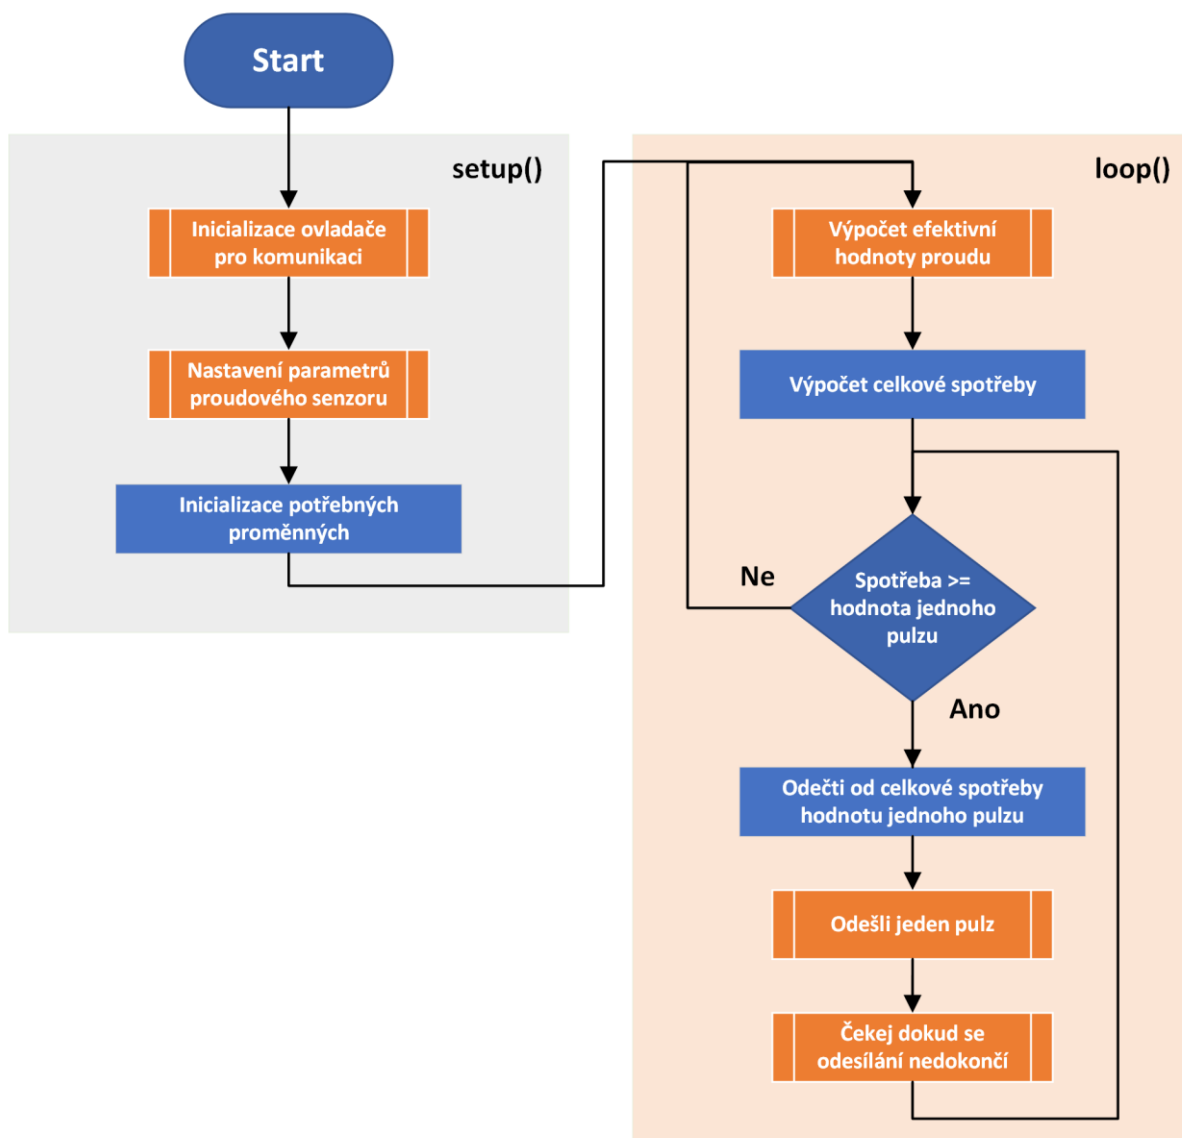 Start
setup()
Inicializace ovladače
pro komunikaci
Nastavení parametrů
proudového senzoru
Inicializace potřebných
proměnných
loop()
Výpočet efektivní
hodnoty proudu
Výpočet celkové spotřeby
Ne
Spotřeba >=
hodnota jednoho
pulzu
Ano
Odečti od celkové spotřeby
hodnotu jednoho pulzu
Odešli jeden pulz
Čekej dokud se
odesílání nedokončí